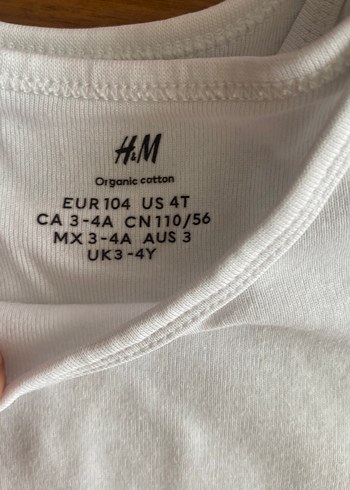 H&M
Organic cotton
EUR 104 US 4T
CA 3-4A CN 110/56
MX 3-4A AUS 3
UK 3-4Y